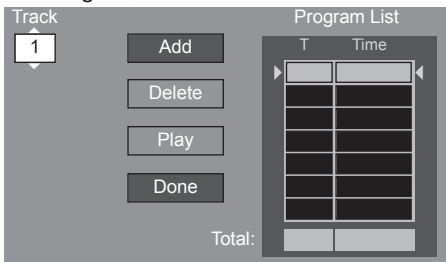 Track
1
Add
Delete
Play
Done
Program List
T Time
Total: